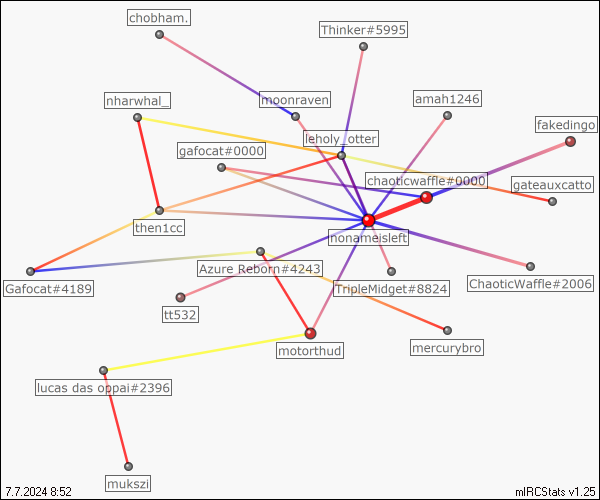 chobham.
Thinker#5995
nharwhal_
moonraven
amah1246
fakedingo
leholy_otter
gafocat#0000
chaoticwaffle#0000
gateauxcatto
then1cc
nonameisleft
Azure Reborn#4243
Gafocat#4189
TripleMidget#8824
ChaoticWaffle#2006
tt532
motorthud
mercurybro
lucas das oppai#2396
mukszi
7.7.2024 8:52
mIRCStats v1.25